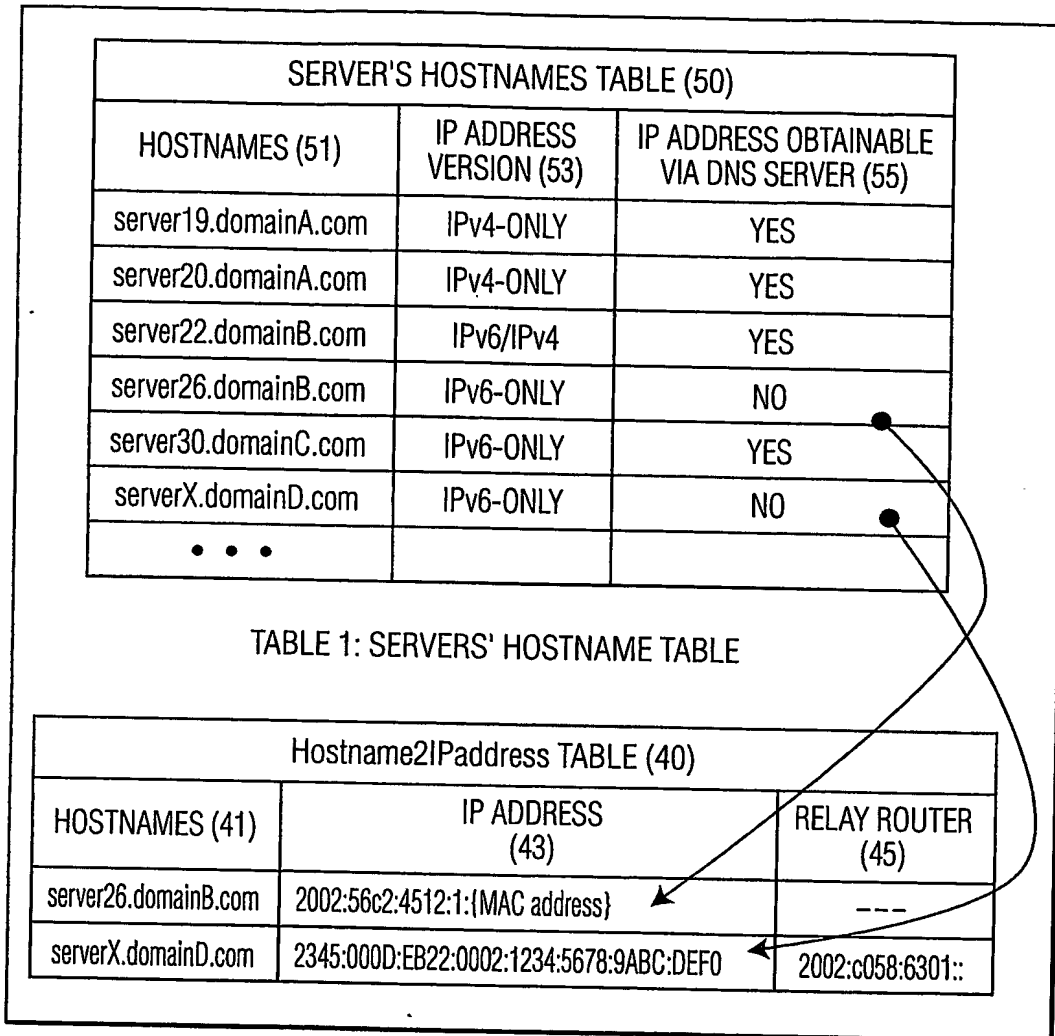 SERVER'S HOSTNAMES TABLE (50)
HOSTNAMES (51)
IP ADDRESS
VERSION (53)
IP ADDRESS OBTAINABLE
VIA DNS SERVER (55)
server19.domainA.com IPv4-ONLY YES
server20.domainA.com IPv4-ONLY YES
server22.domainB.com IPv6/IPv4 YES
server26.domainB.com IPv6-ONLY NO
server30.domainC.com IPv6-ONLY YES
serverX.domainD.com IPv6-ONLY NO
• • •
TABLE 1: SERVERS' HOSTNAME TABLE
Hostname2IPaddress TABLE (40)
HOSTNAMES (41)
IP ADDRESS
(43)
RELAY ROUTER
(45)
server26.domainB.com 2002:56c2:4512:1:{MAC address} ---
serverX.domainD.com 2345:000D:EB22:0002:1234:5678:9ABC:DEF0 2002:c058:6301::